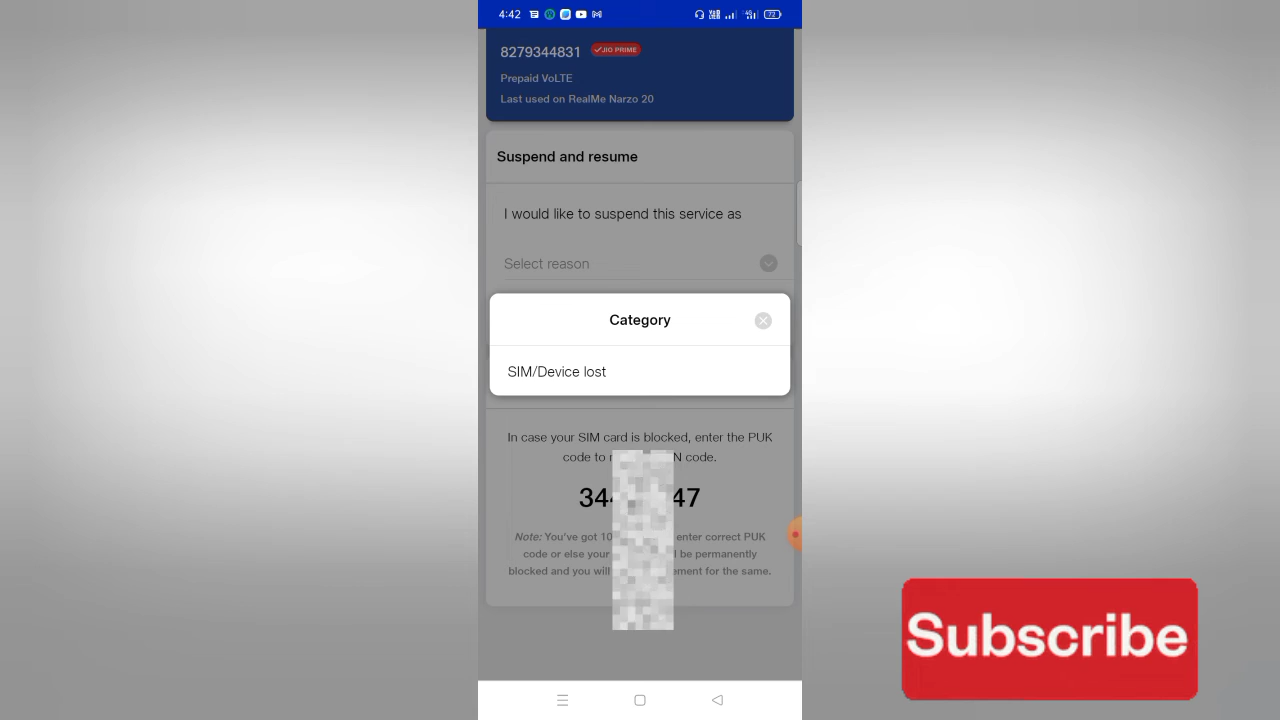 4:42
72
8279344831 JIO PRIME
Prepaid VoLTE
Last used on RealMe Narzo 20
Suspend and resume
I would like to suspend this service as
Select reason
Category
SIM/Device lost
In case your SIM card is blocked, enter the PUK
code to N code.
34 47
Note: You've got 10 enter correct PUK
code or else your be permanently
blocked and you will for the same.
Subscribe